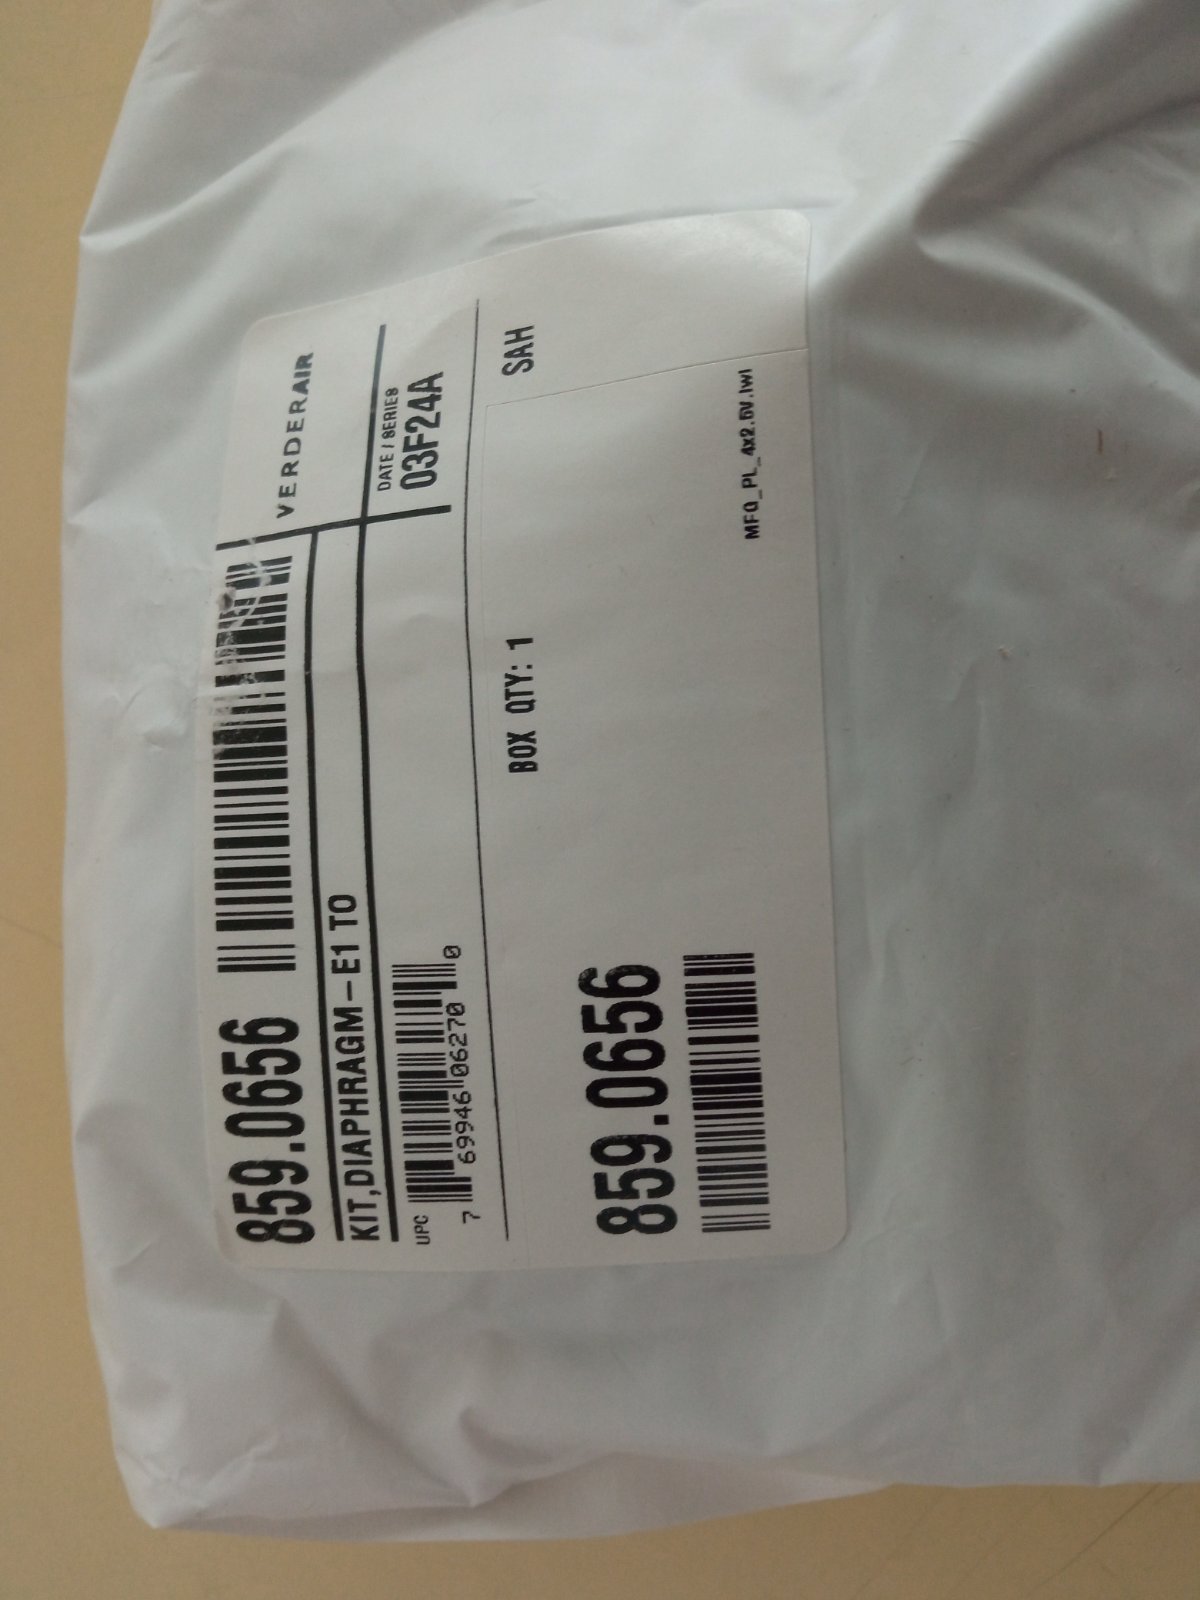 859.0656
VERDERAIR
KIT,DIAPHRAGM-E1 TO
UPC
7 69946 06270 0
DATE / SERIES
03F24A
BOX QTY: 1
SAH
859.0656
MFG_PL_4x2.5V.lwl